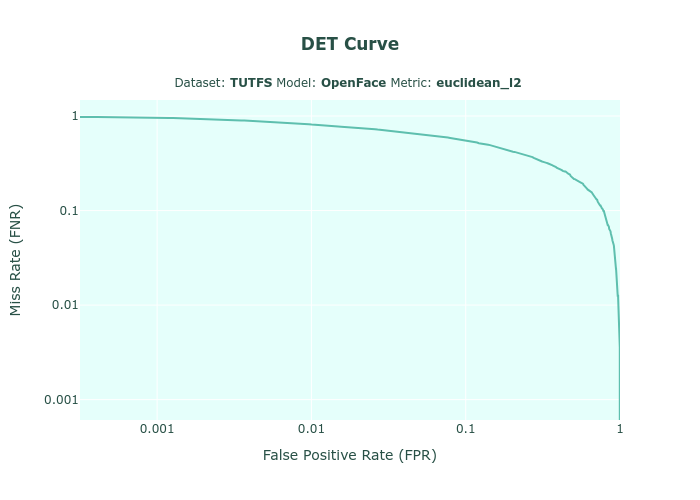 DET Curve
Dataset: TUTFS Model: OpenFace Metric: euclidean_l2
Miss Rate (FNR)
1
0.1
0.01
0.001
0.001 0.01 0.1 1
False Positive Rate (FPR)